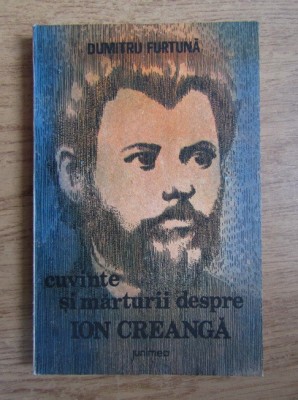 DUMITRU FURTUNĂ
cuvinte
și mărturii despre
ION CREANGĂ
junimea